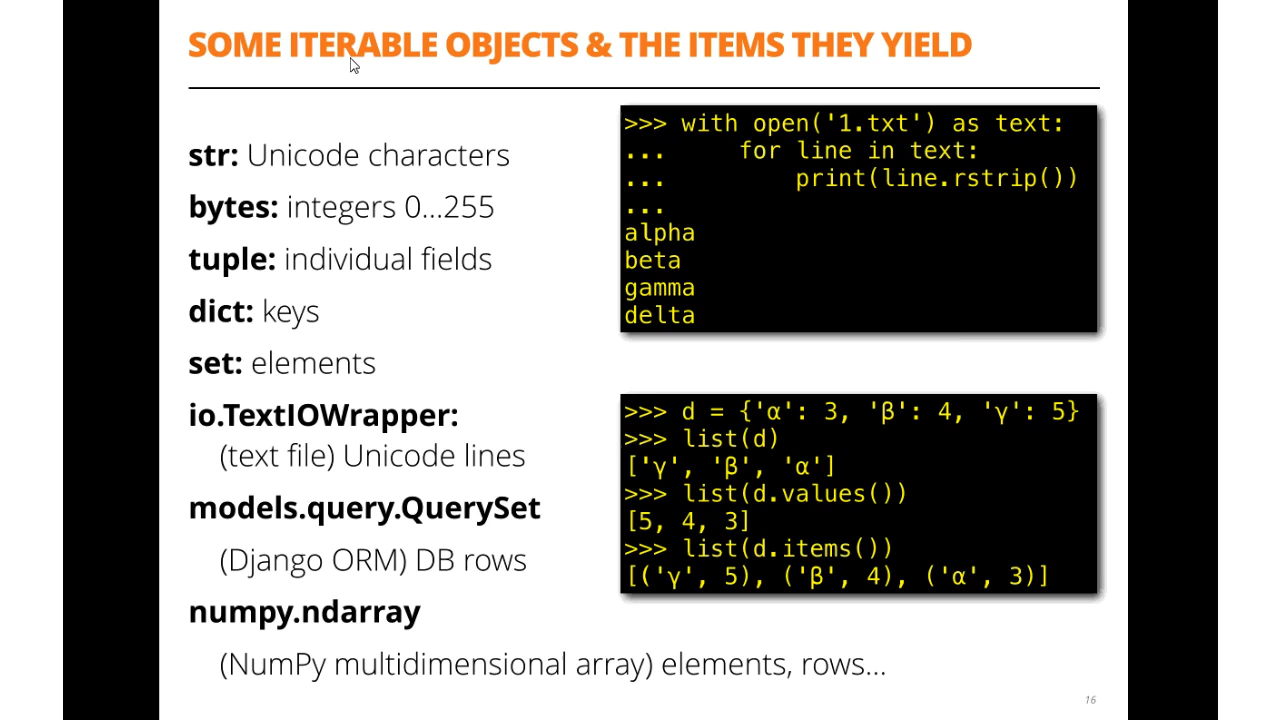 SOME ITERABLE OBJECTS & THE ITEMS THEY YIELD
str: Unicode characters
bytes: integers 0...255
tuple: individual fields
dict: keys
set: elements
io.TextIOWrapper:
(text file) Unicode lines
models.query.QuerySet
(Django ORM) DB rows
numpy.ndarray
(NumPy multidimensional array) elements, rows...
>>> with open('1.txt') as text:
...     for line in text:
...         print(line.rstrip())
...
alpha
beta
gamma
delta
>>> d = {'α': 3, 'β': 4, 'γ': 5}
>>> list(d)
['γ', 'β', 'α']
>>> list(d.values())
[5, 4, 3]
>>> list(d.items())
[('γ', 5), ('β', 4), ('α', 3)]
16